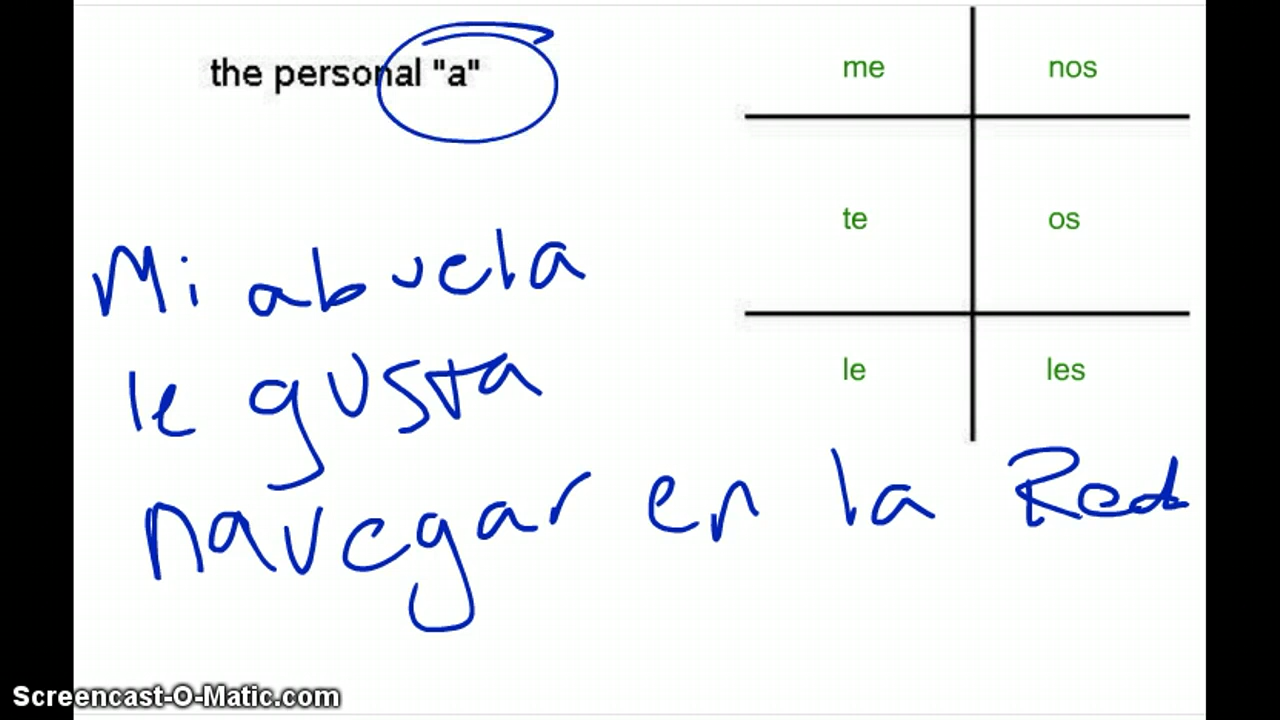 the personal "a"
me nos
te os
le les
Mi abuela
le gusta
navegar en la Red
Screencast-O-Matic.com